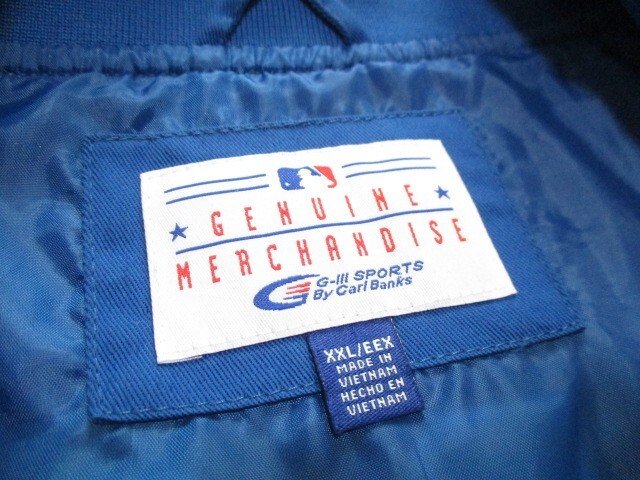 GENUINE
MERCHANDISE
G-III SPORTS
By Carl Banks
XXL/EEX
MADE IN
VIETNAM
HECHO EN
VIETNAM